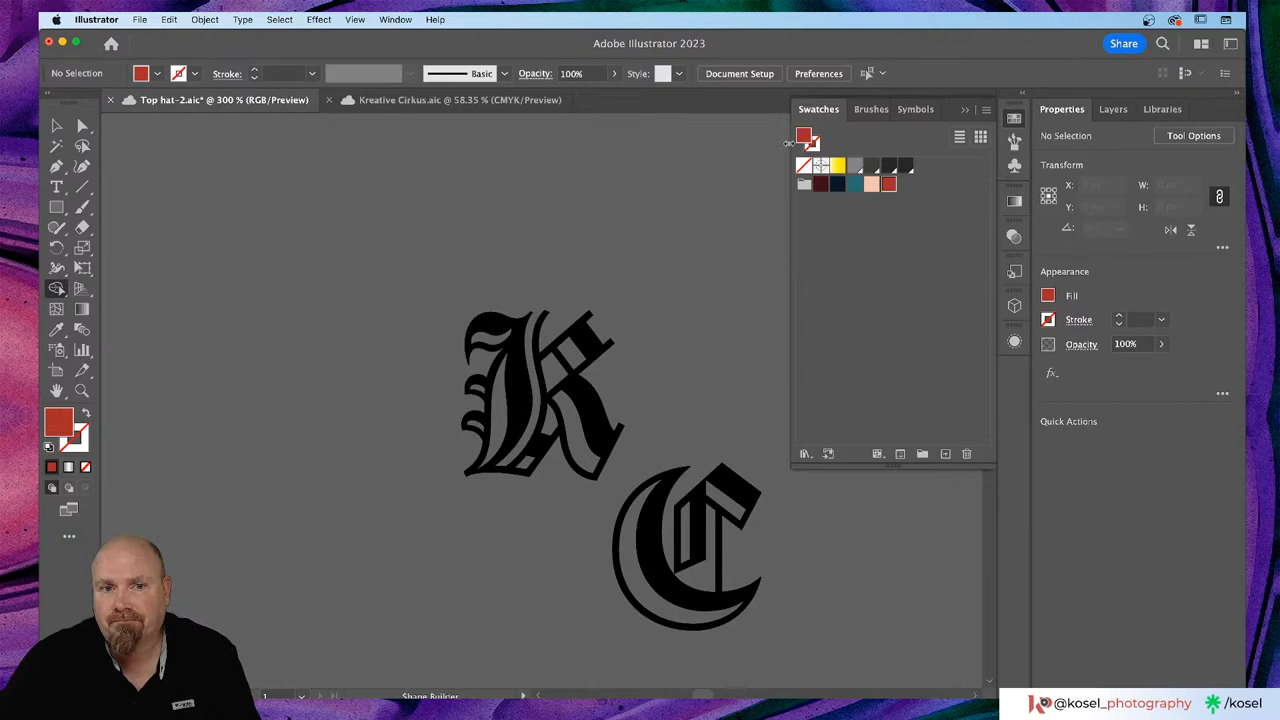 Illustrator File Edit Object Type Select Effect View Window Help
Adobe Illustrator 2023
Share
No Selection
Stroke:
Basic
Opacity: 100%
Style:
Document Setup
Preferences
Top hat-2.aic* @ 300 % (RGB/Preview)
Kreative Cirkus.aic @ 58.35 % (CMYK/Preview)
Swatches Brushes Symbols
Properties Layers Libraries
No Selection
Tool Options
Transform
X: W:
Y: H:
Appearance
Fill
Stroke
Opacity 100%
fx.
Quick Actions
K
C
1
Shape Builder
@kosel_photography
/kosel